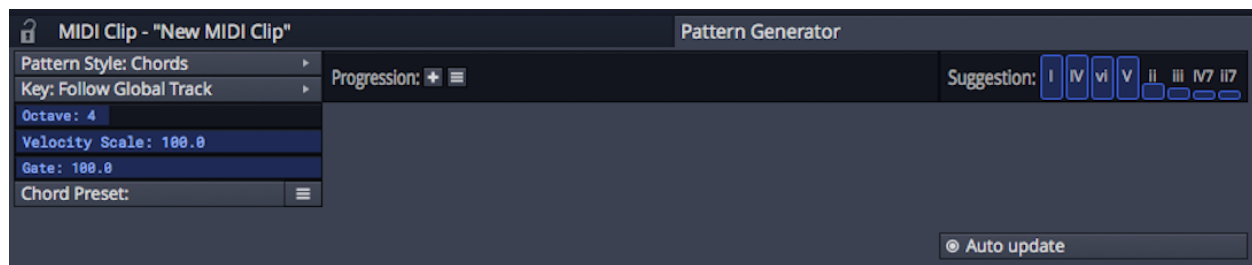 MIDI Clip - "New MIDI Clip"
Pattern Generator
Pattern Style: Chords
Key: Follow Global Track
Octave: 4
Velocity Scale: 100.0
Gate: 100.0
Chord Preset:
Progression:
Suggestion: I IV vi V ii iii IV7 ii7
Auto update